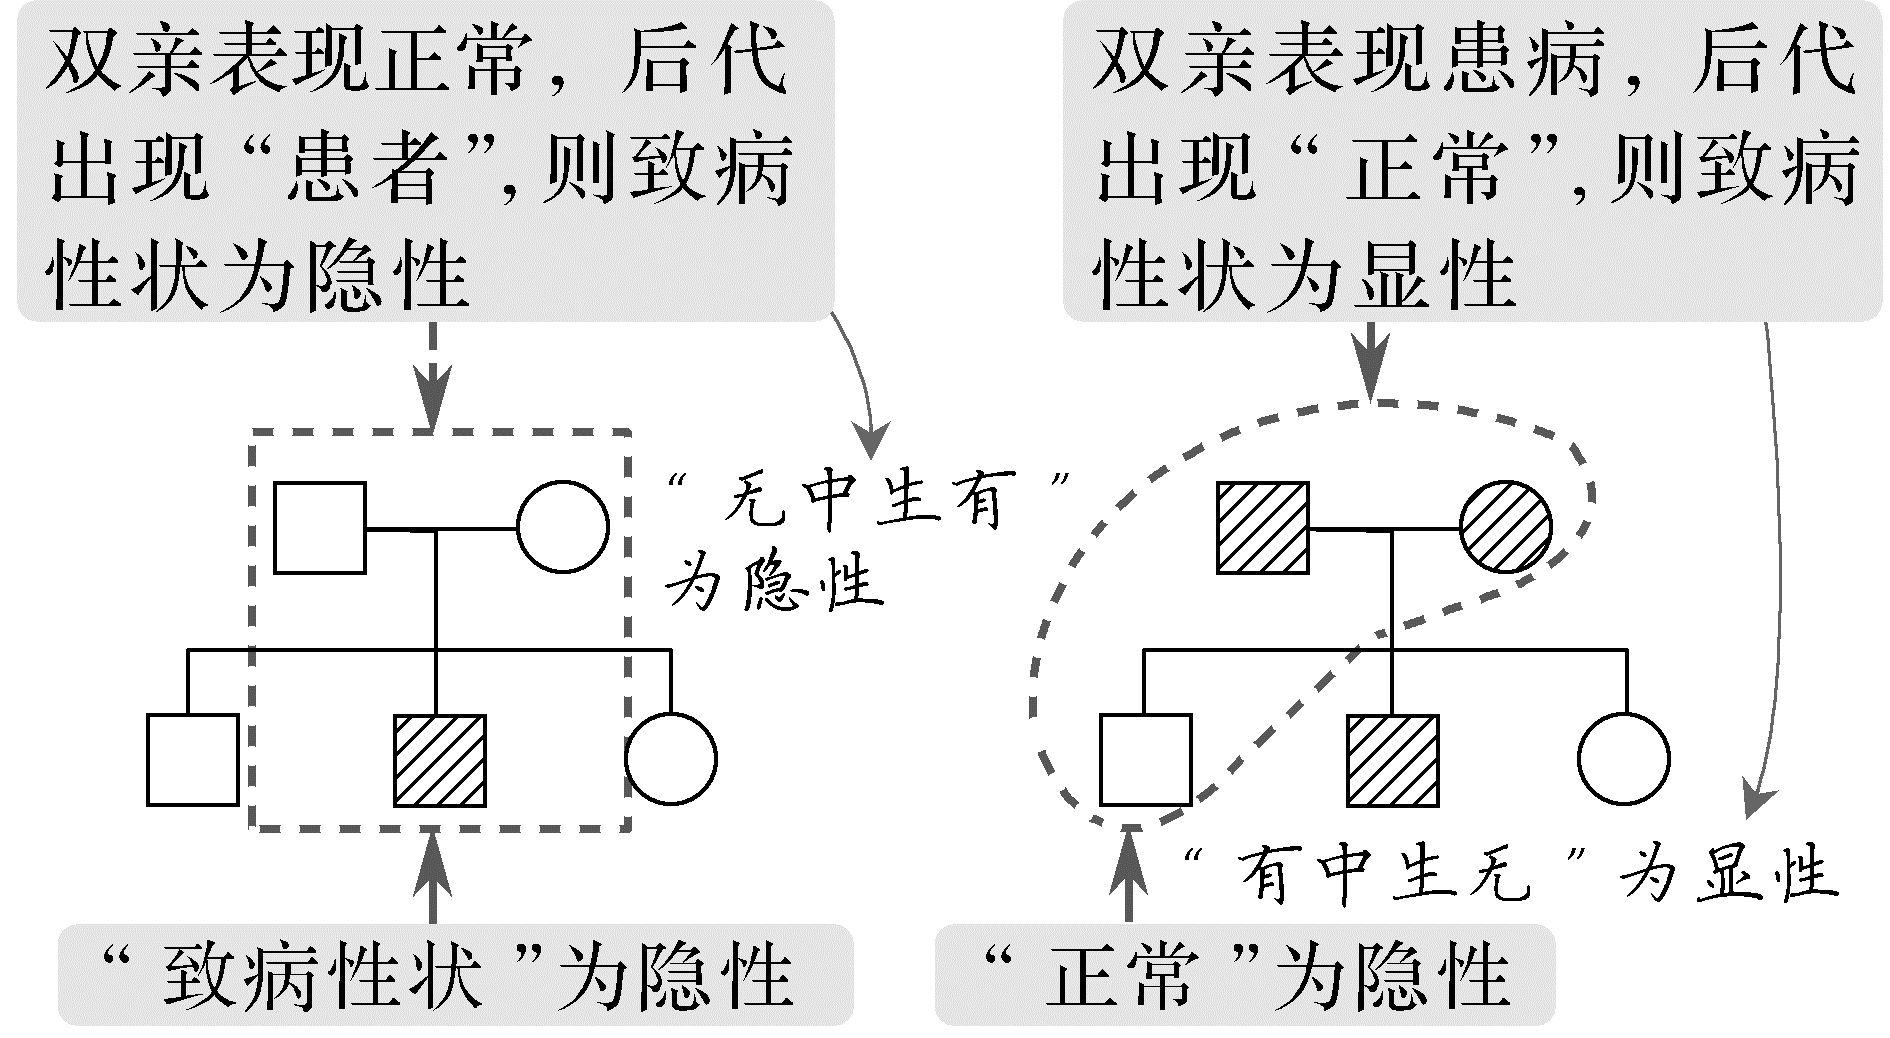 双亲表现正常，后代
出现“患者”，则致病
性状为隐性
双亲表现患病，后代
出现“正常”，则致病
性状为显性
“无中生有”
为隐性
“有中生无”为显性
“致病性状”为隐性
“正常”为隐性